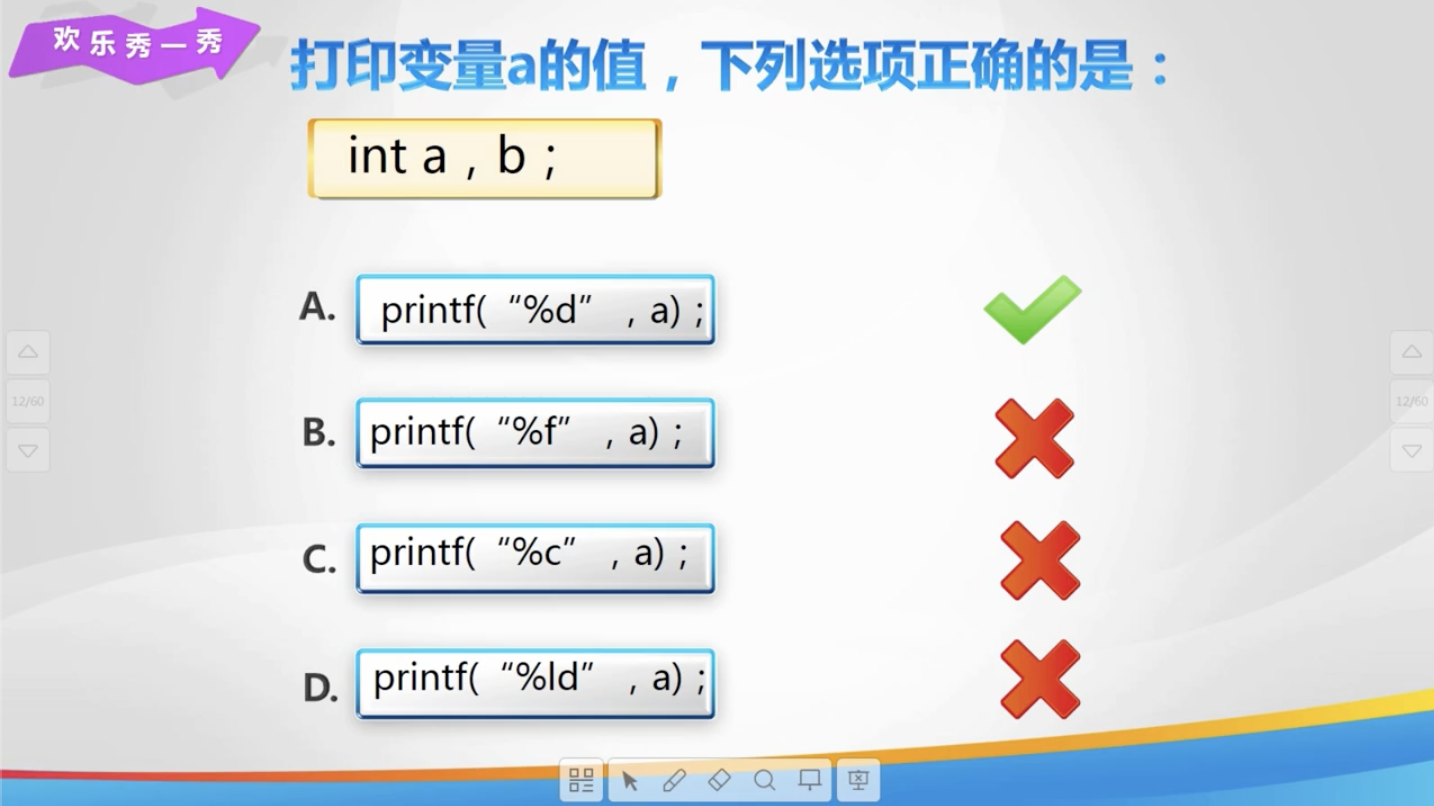 欢乐秀一秀
打印变量a的值，下列选项正确的是：
int a，b；
A. printf(“%d” ，a)；
B. printf(“%f” ，a)；
C. printf(“%c” ，a)；
D. printf(“%ld” ，a)；
12/60
12/60